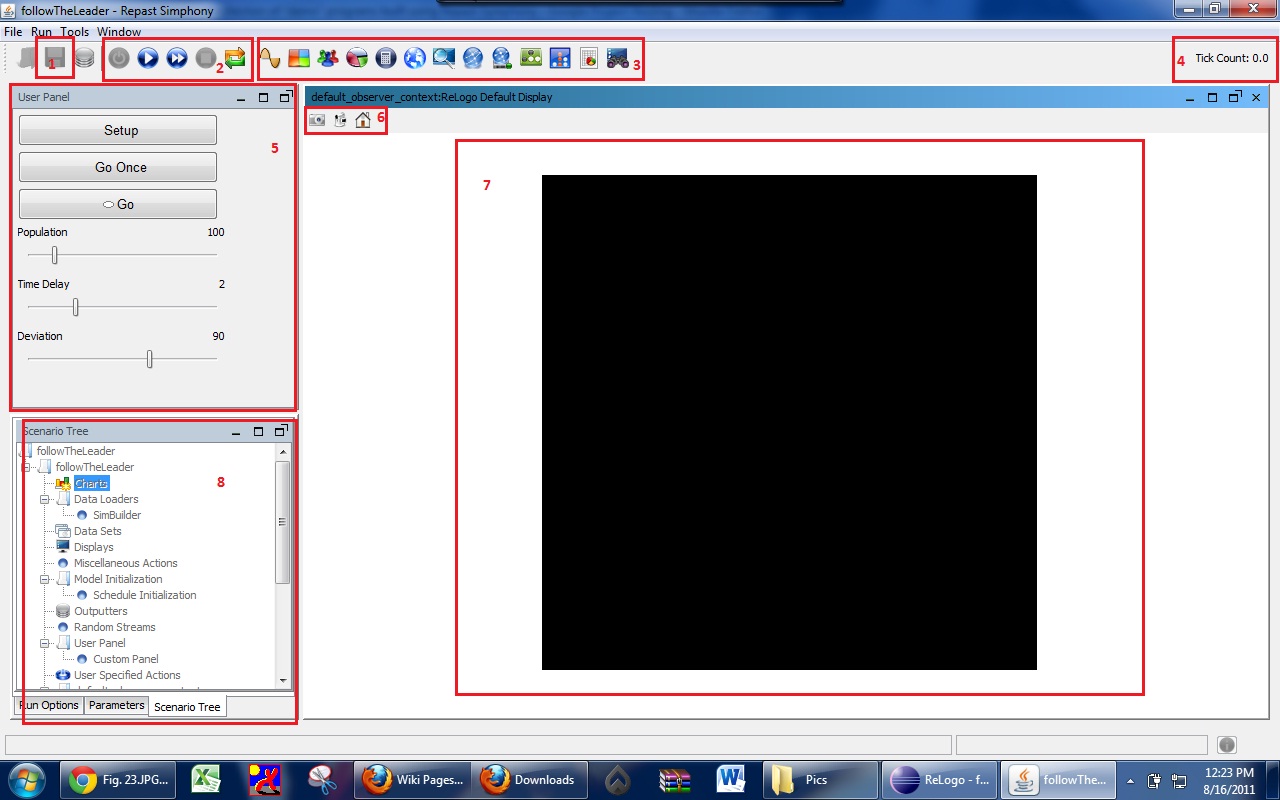 followTheLeader - Repast Simphony
File Run Tools Window
1
2
3
4
Tick Count: 0.0
User Panel
Setup
Go Once
Go
5
Population 100
Time Delay 2
Deviation 90
default_observer_context:ReLogo Default Display
6
7
Scenario Tree
followTheLeader
followTheLeader
Charts
8
Data Loaders
SimBuilder
Data Sets
Displays
Miscellaneous Actions
Model Initialization
Schedule Initialization
Outputters
Random Streams
User Panel
Custom Panel
User Specified Actions
Run Options Parameters Scenario Tree
Fig. 23.JPG...
Wiki Pages...
Downloads
Pics
ReLogo - f...
followThe...
12:23 PM
8/16/2011